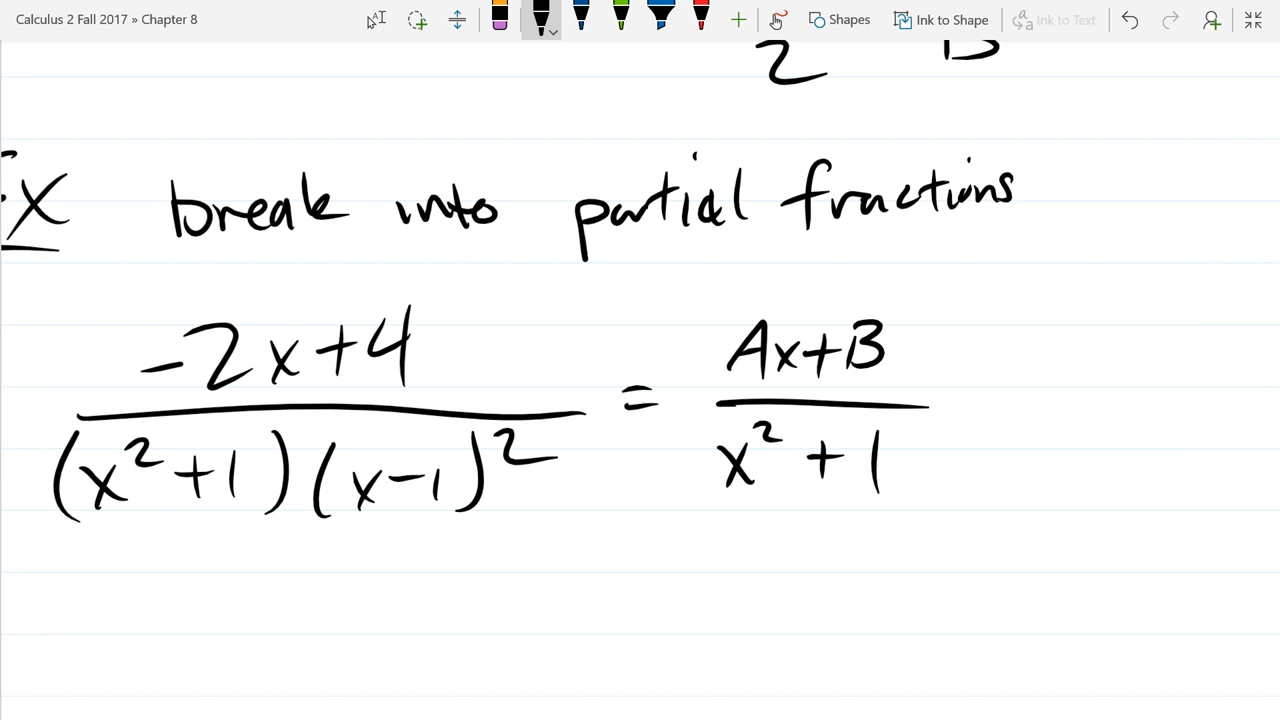 Calculus 2 Fall 2017 » Chapter 8 Shapes Ink to Shape Ink to Text
2 B
EX break into partial fractions
-2x+4 / (x²+1)(x-1)² = Ax+B / x²+1